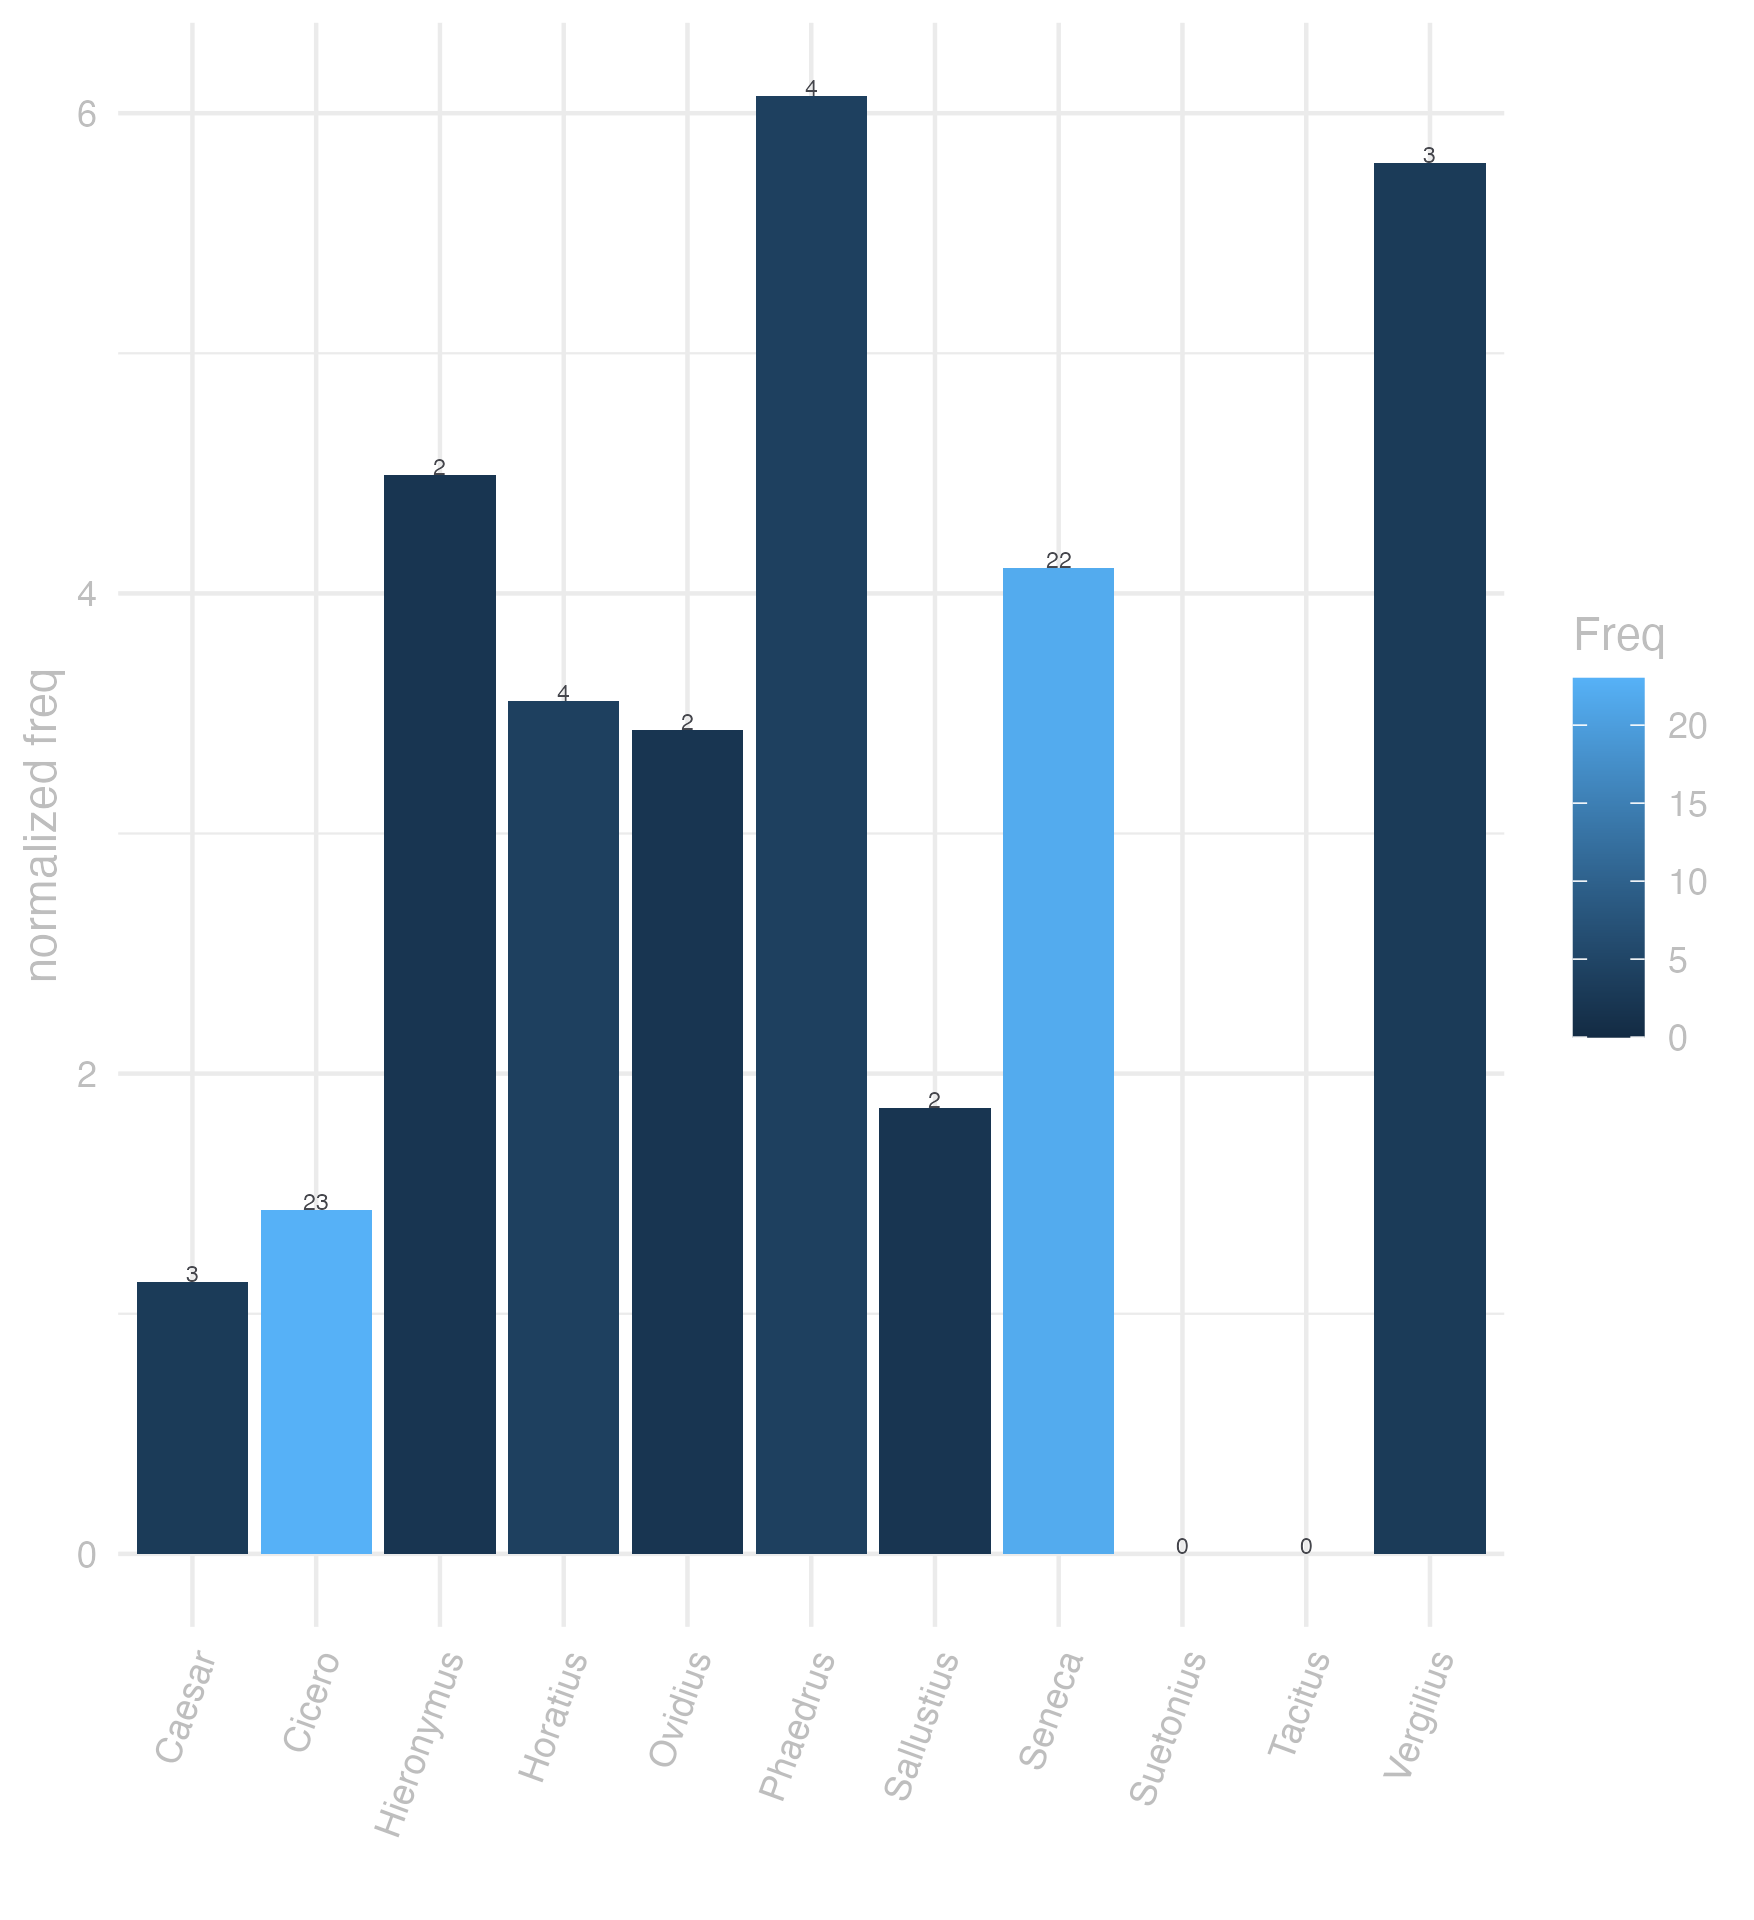 normalized freq
6
4
2
0
3
23
2
4
2
4
2
22
0
0
3
Caesar
Cicero
Hieronymus
Horatius
Ovidius
Phaedrus
Sallustius
Seneca
Suetonius
Tacitus
Vergilius
Freq
20
15
10
5
0